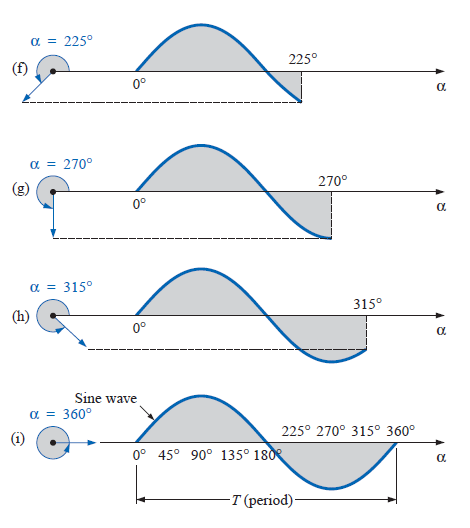 α = 225°
225°
(f)
0°
α
α = 270°
270°
(g)
0°
α
α = 315°
315°
(h)
0°
α
Sine wave
α = 360°
225° 270° 315° 360°
(i)
0° 45° 90° 135° 180°
α
T (period)